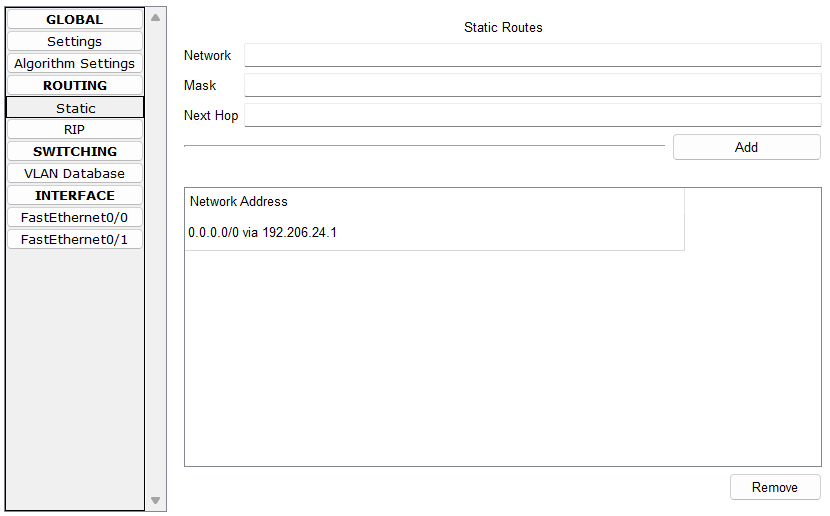 GLOBAL
Settings
Algorithm Settings
ROUTING
Static
RIP
SWITCHING
VLAN Database
INTERFACE
FastEthernet0/0
FastEthernet0/1
Static Routes
Network
Mask
Next Hop
Add
Network Address
0.0.0.0/0 via 192.206.24.1
Remove